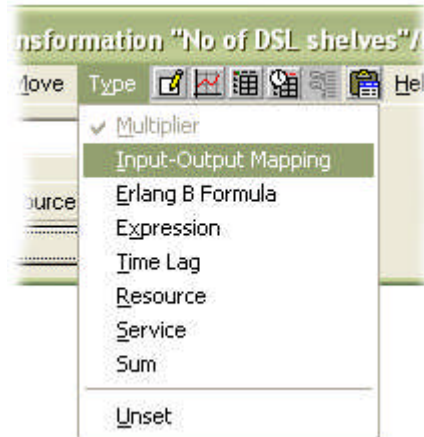 nsformation "No of DSL shelves"/
Move Type Hel
ource
Multiplier
Input-Output Mapping
Erlang B Formula
Expression
Time Lag
Resource
Service
Sum
Unset